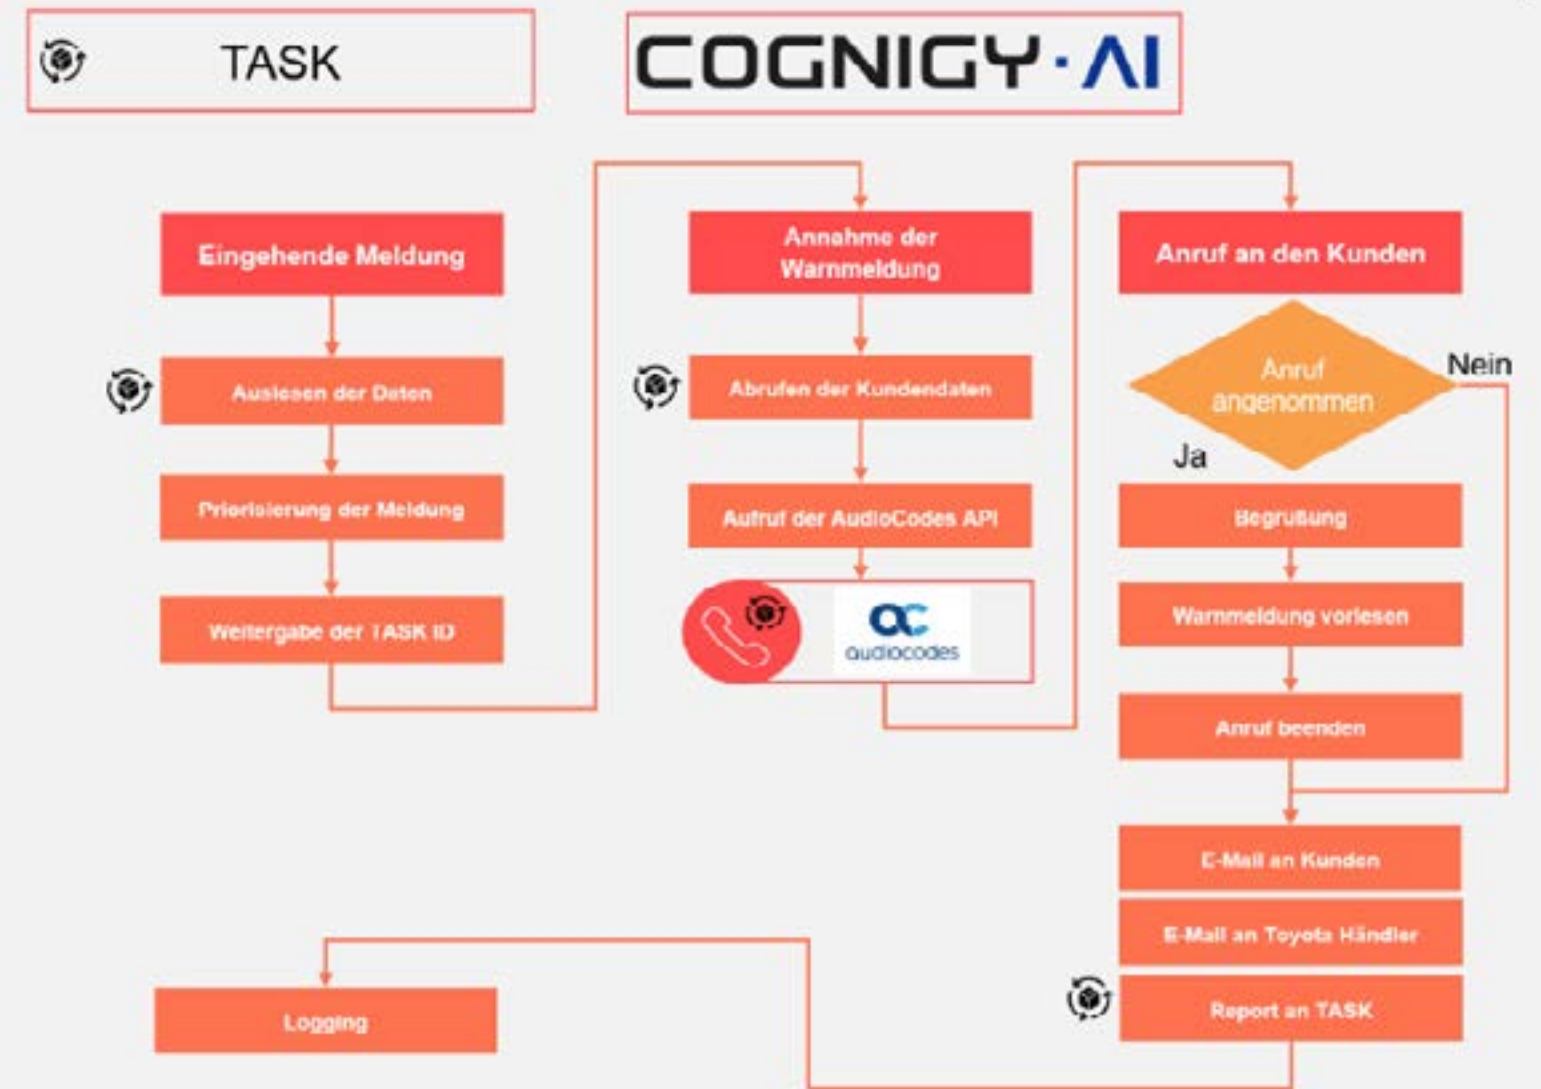 TASK
COGNIGY·AI
Eingehende Meldung
Auslesen der Daten
Priorisierung der Meldung
Weitergabe der TASK ID
Annahme der
Warnmeldung
Abrufen der Kundendaten
Aufruf der AudioCodes API
audiocodes
Anruf an den Kunden
Anruf
angenommen
Nein
Ja
Begrüßung
Warnmeldung vorlesen
Anruf beenden
E-Mail an Kunden
E-Mail an Toyota Händler
Report an TASK
Logging